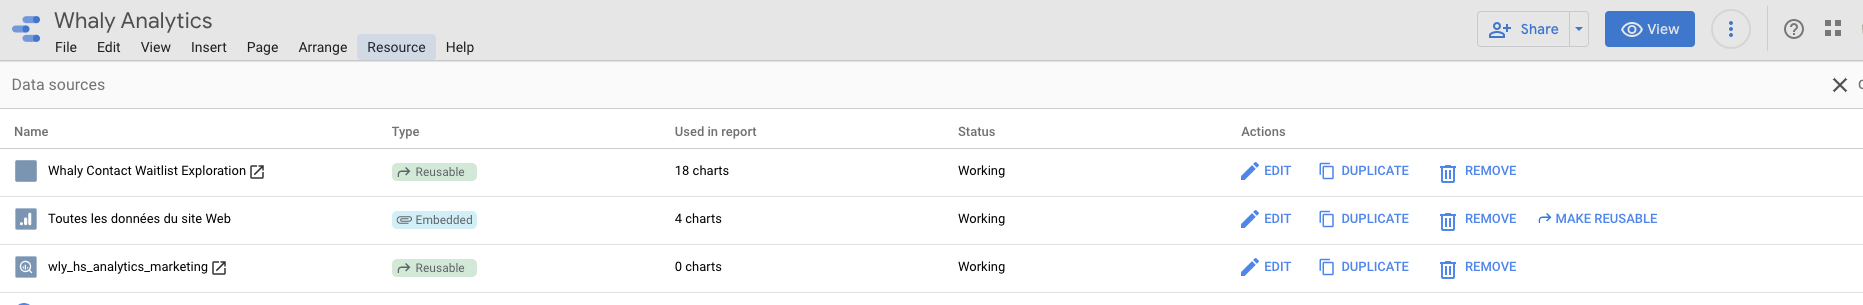 Whaly Analytics
File Edit View Insert Page Arrange Resource Help
Share
View
Data sources
Name Type Used in report Status Actions
Whaly Contact Waitlist Exploration Reusable 18 charts Working EDIT DUPLICATE REMOVE
Toutes les données du site Web Embedded 4 charts Working EDIT DUPLICATE REMOVE MAKE REUSABLE
wly_hs_analytics_marketing Reusable 0 charts Working EDIT DUPLICATE REMOVE